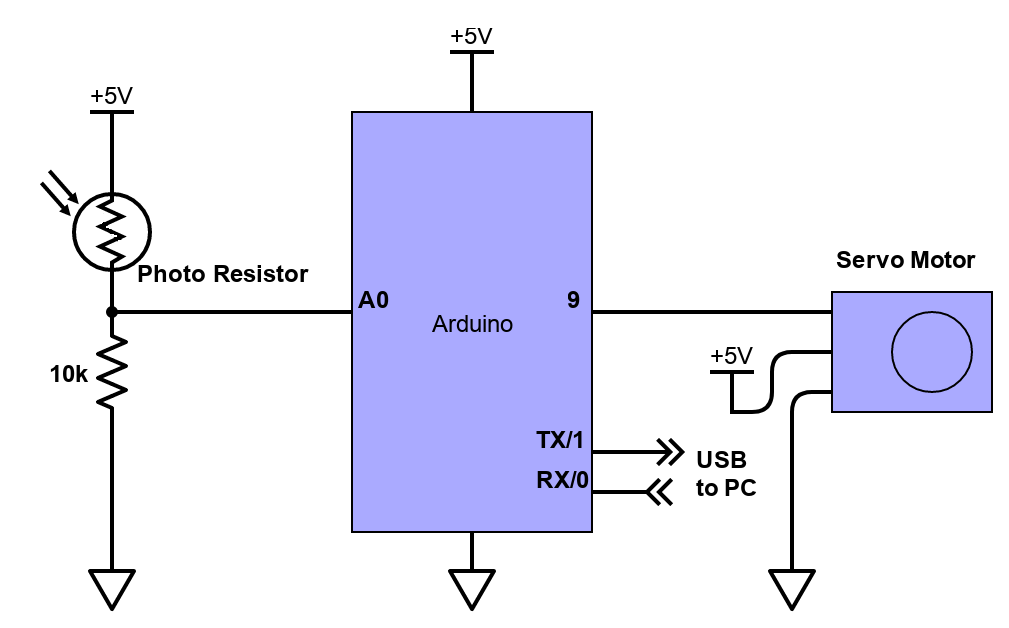 +5V
+5V
Photo Resistor
10k
A0
Arduino
9
TX/1
RX/0
USB
to PC
+5V
Servo Motor